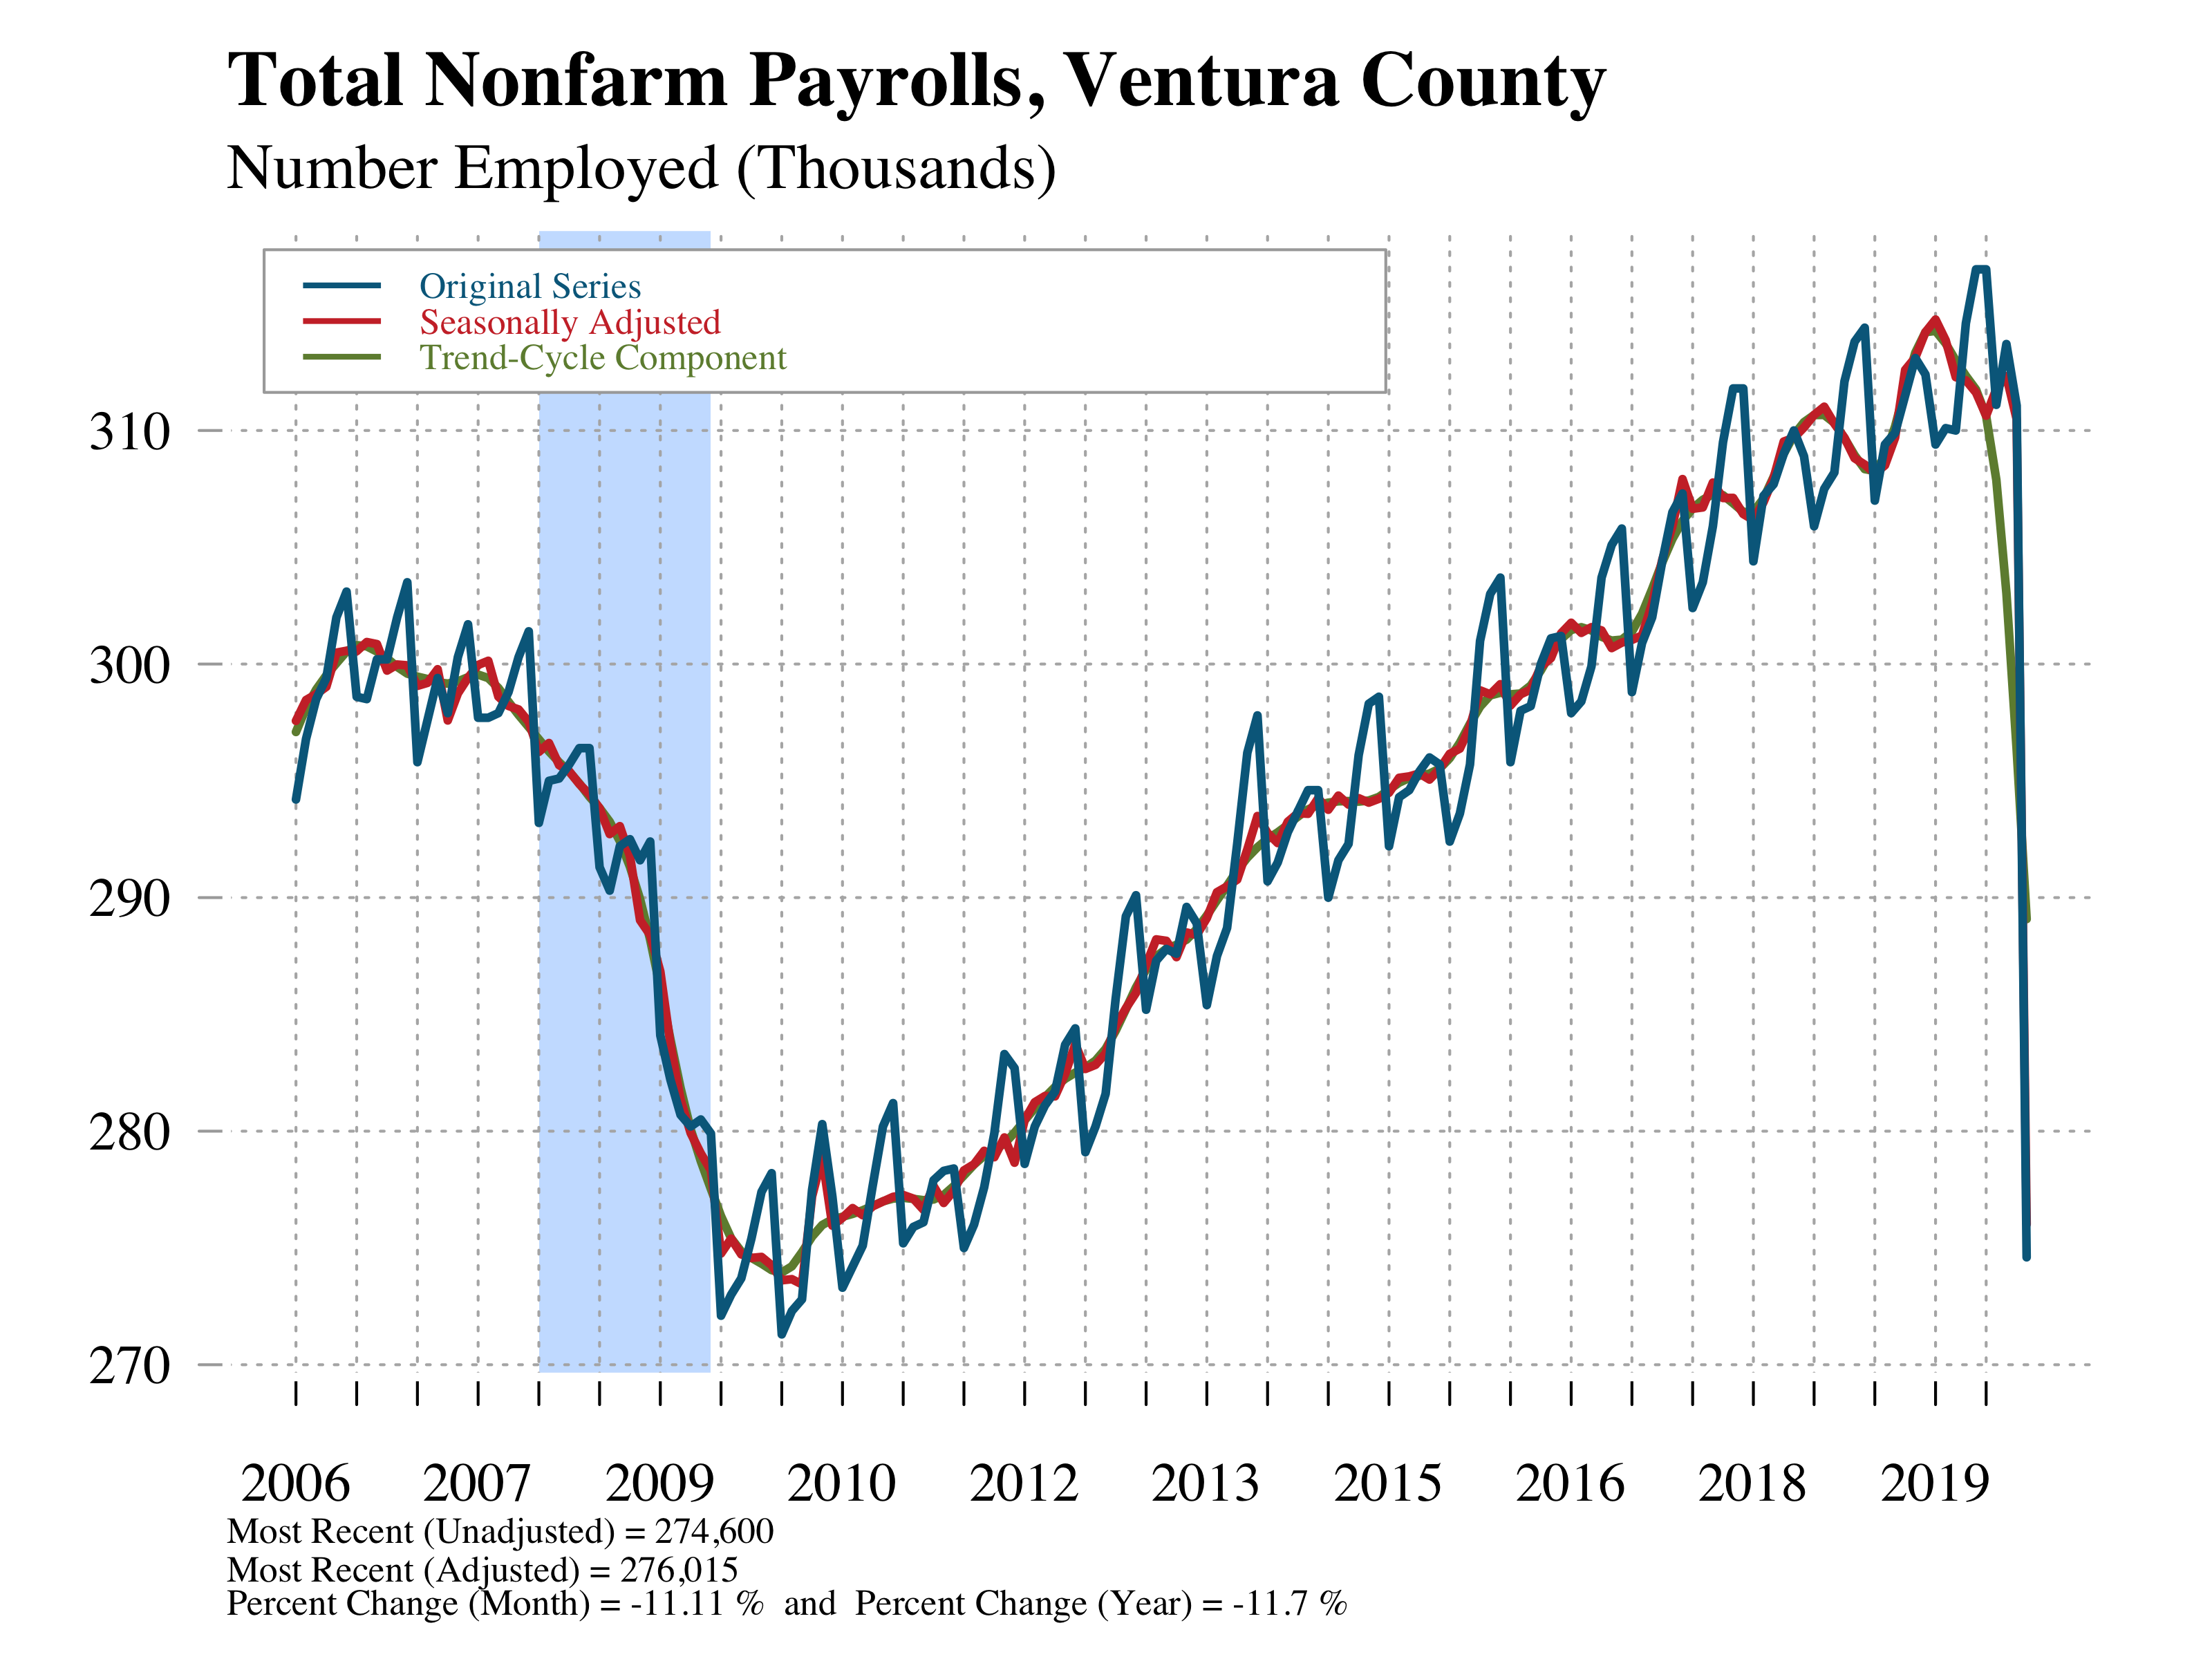 Total Nonfarm Payrolls, Ventura County
Number Employed (Thousands)
Original Series
Seasonally Adjusted
Trend-Cycle Component
310
300
290
280
270
2006 2007 2009 2010 2012 2013 2015 2016 2018 2019
Most Recent (Unadjusted) = 274,600
Most Recent (Adjusted) = 276,015
Percent Change (Month) = -11.11 % and Percent Change (Year) = -11.7 %